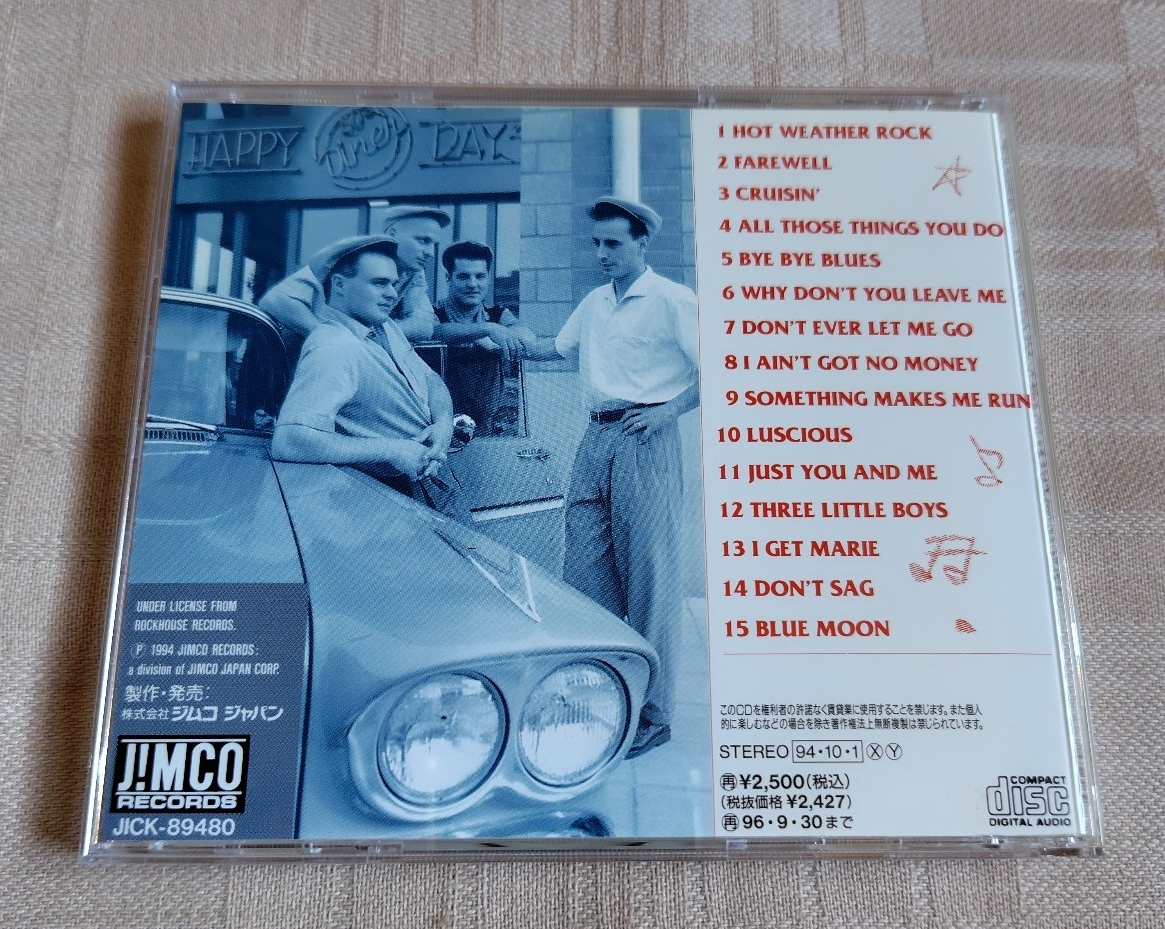 HAPPY
Diner
DAYS
1 HOT WEATHER ROCK
2 FAREWELL
3 CRUISIN'
4 ALL THOSE THINGS YOU DO
5 BYE BYE BLUES
6 WHY DON'T YOU LEAVE ME
7 DON'T EVER LET ME GO
8 I AIN'T GOT NO MONEY
9 SOMETHING MAKES ME RUN
10 LUSCIOUS
11 JUST YOU AND ME
12 THREE LITTLE BOYS
13 I GET MARIE
14 DON'T SAG
15 BLUE MOON
UNDER LICENSE FROM
ROCKHOUSE RECORDS.
Ⓟ 1994 JIMCO RECORDS:
a division of JIMCO JAPAN CORP.
製作・発売:
株式会社 ジムコ ジャパン
J!MCO
RECORDS
JICK-89480
このCDを権利者の許諾なく賃貸業に使用することを禁じます。また個人
的に楽しむなどの場合を除き著作権法上無断複製は禁じられています。
STEREO 94・10・1 Ⓧ Ⓨ
㊞¥2,500(税込)
(税抜価格 ¥2,427)
96・9・30まで
COMPACT
disc
DIGITAL AUDIO